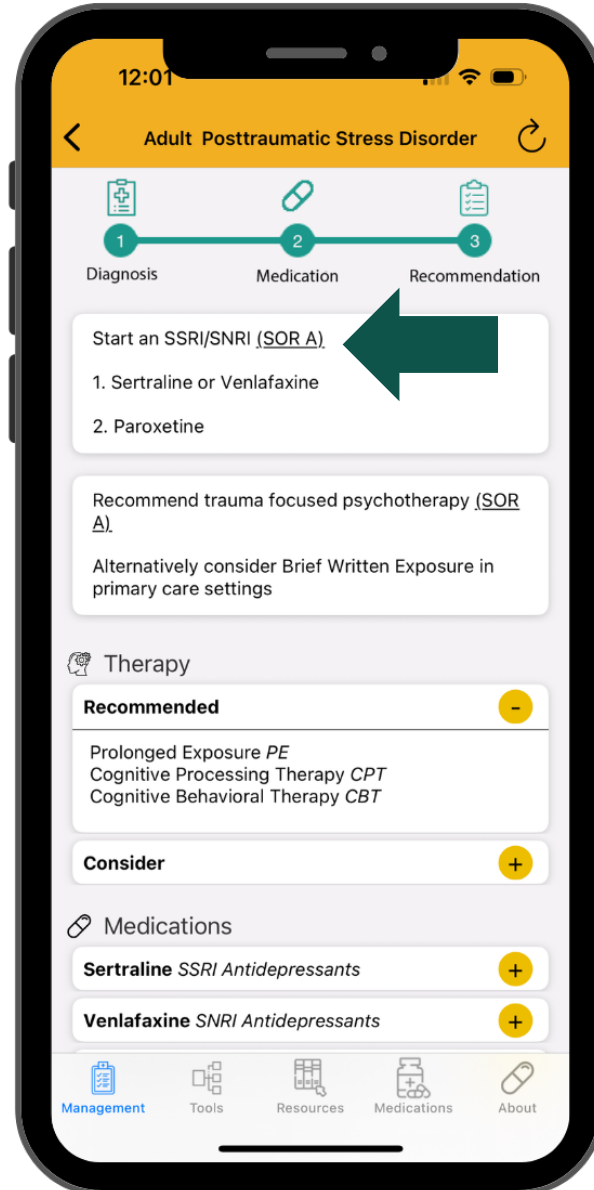 12:01
Adult Posttraumatic Stress Disorder
1
2
3
Diagnosis
Medication
Recommendation
Start an SSRI/SNRI (SOR A)
1. Sertraline or Venlafaxine
2. Paroxetine
Recommend trauma focused psychotherapy (SOR
A).
Alternatively consider Brief Written Exposure in
primary care settings
Therapy
Recommended
-
Prolonged Exposure PE
Cognitive Processing Therapy CPT
Cognitive Behavioral Therapy CBT
Consider
+
Medications
Sertraline SSRI Antidepressants
+
Venlafaxine SNRI Antidepressants
+
Management
Tools
Resources
Medications
About